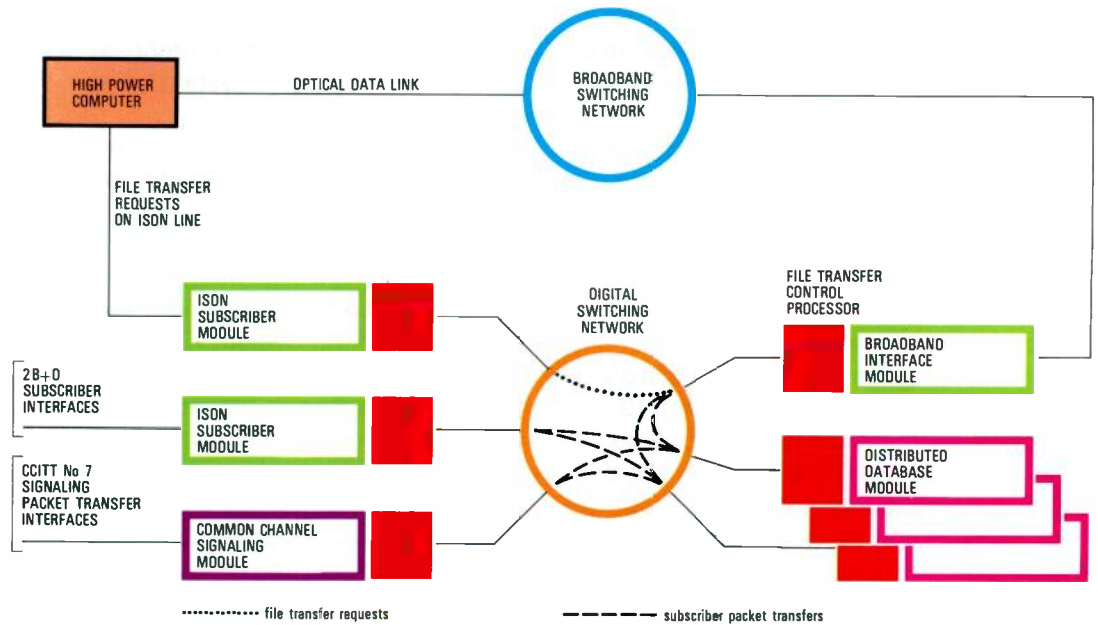 HIGH POWER
COMPUTER
OPTICAL DATA LINK
BROADBAND
SWITCHING
NETWORK
FILE TRANSFER
REQUESTS
ON ISDN LINE
ISDN
SUBSCRIBER
MODULE
DIGITAL
SWITCHING
NETWORK
FILE TRANSFER
CONTROL
PROCESSOR
BROADBAND
INTERFACE
MODULE
2B+D
SUBSCRIBER
INTERFACES
ISDN
SUBSCRIBER
MODULE
DISTRIBUTED
DATABASE
MODULE
CCITT No 7
SIGNALING
PACKET TRANSFER
INTERFACES
COMMON CHANNEL
SIGNALING
MODULE
file transfer requests
subscriber packet transfers